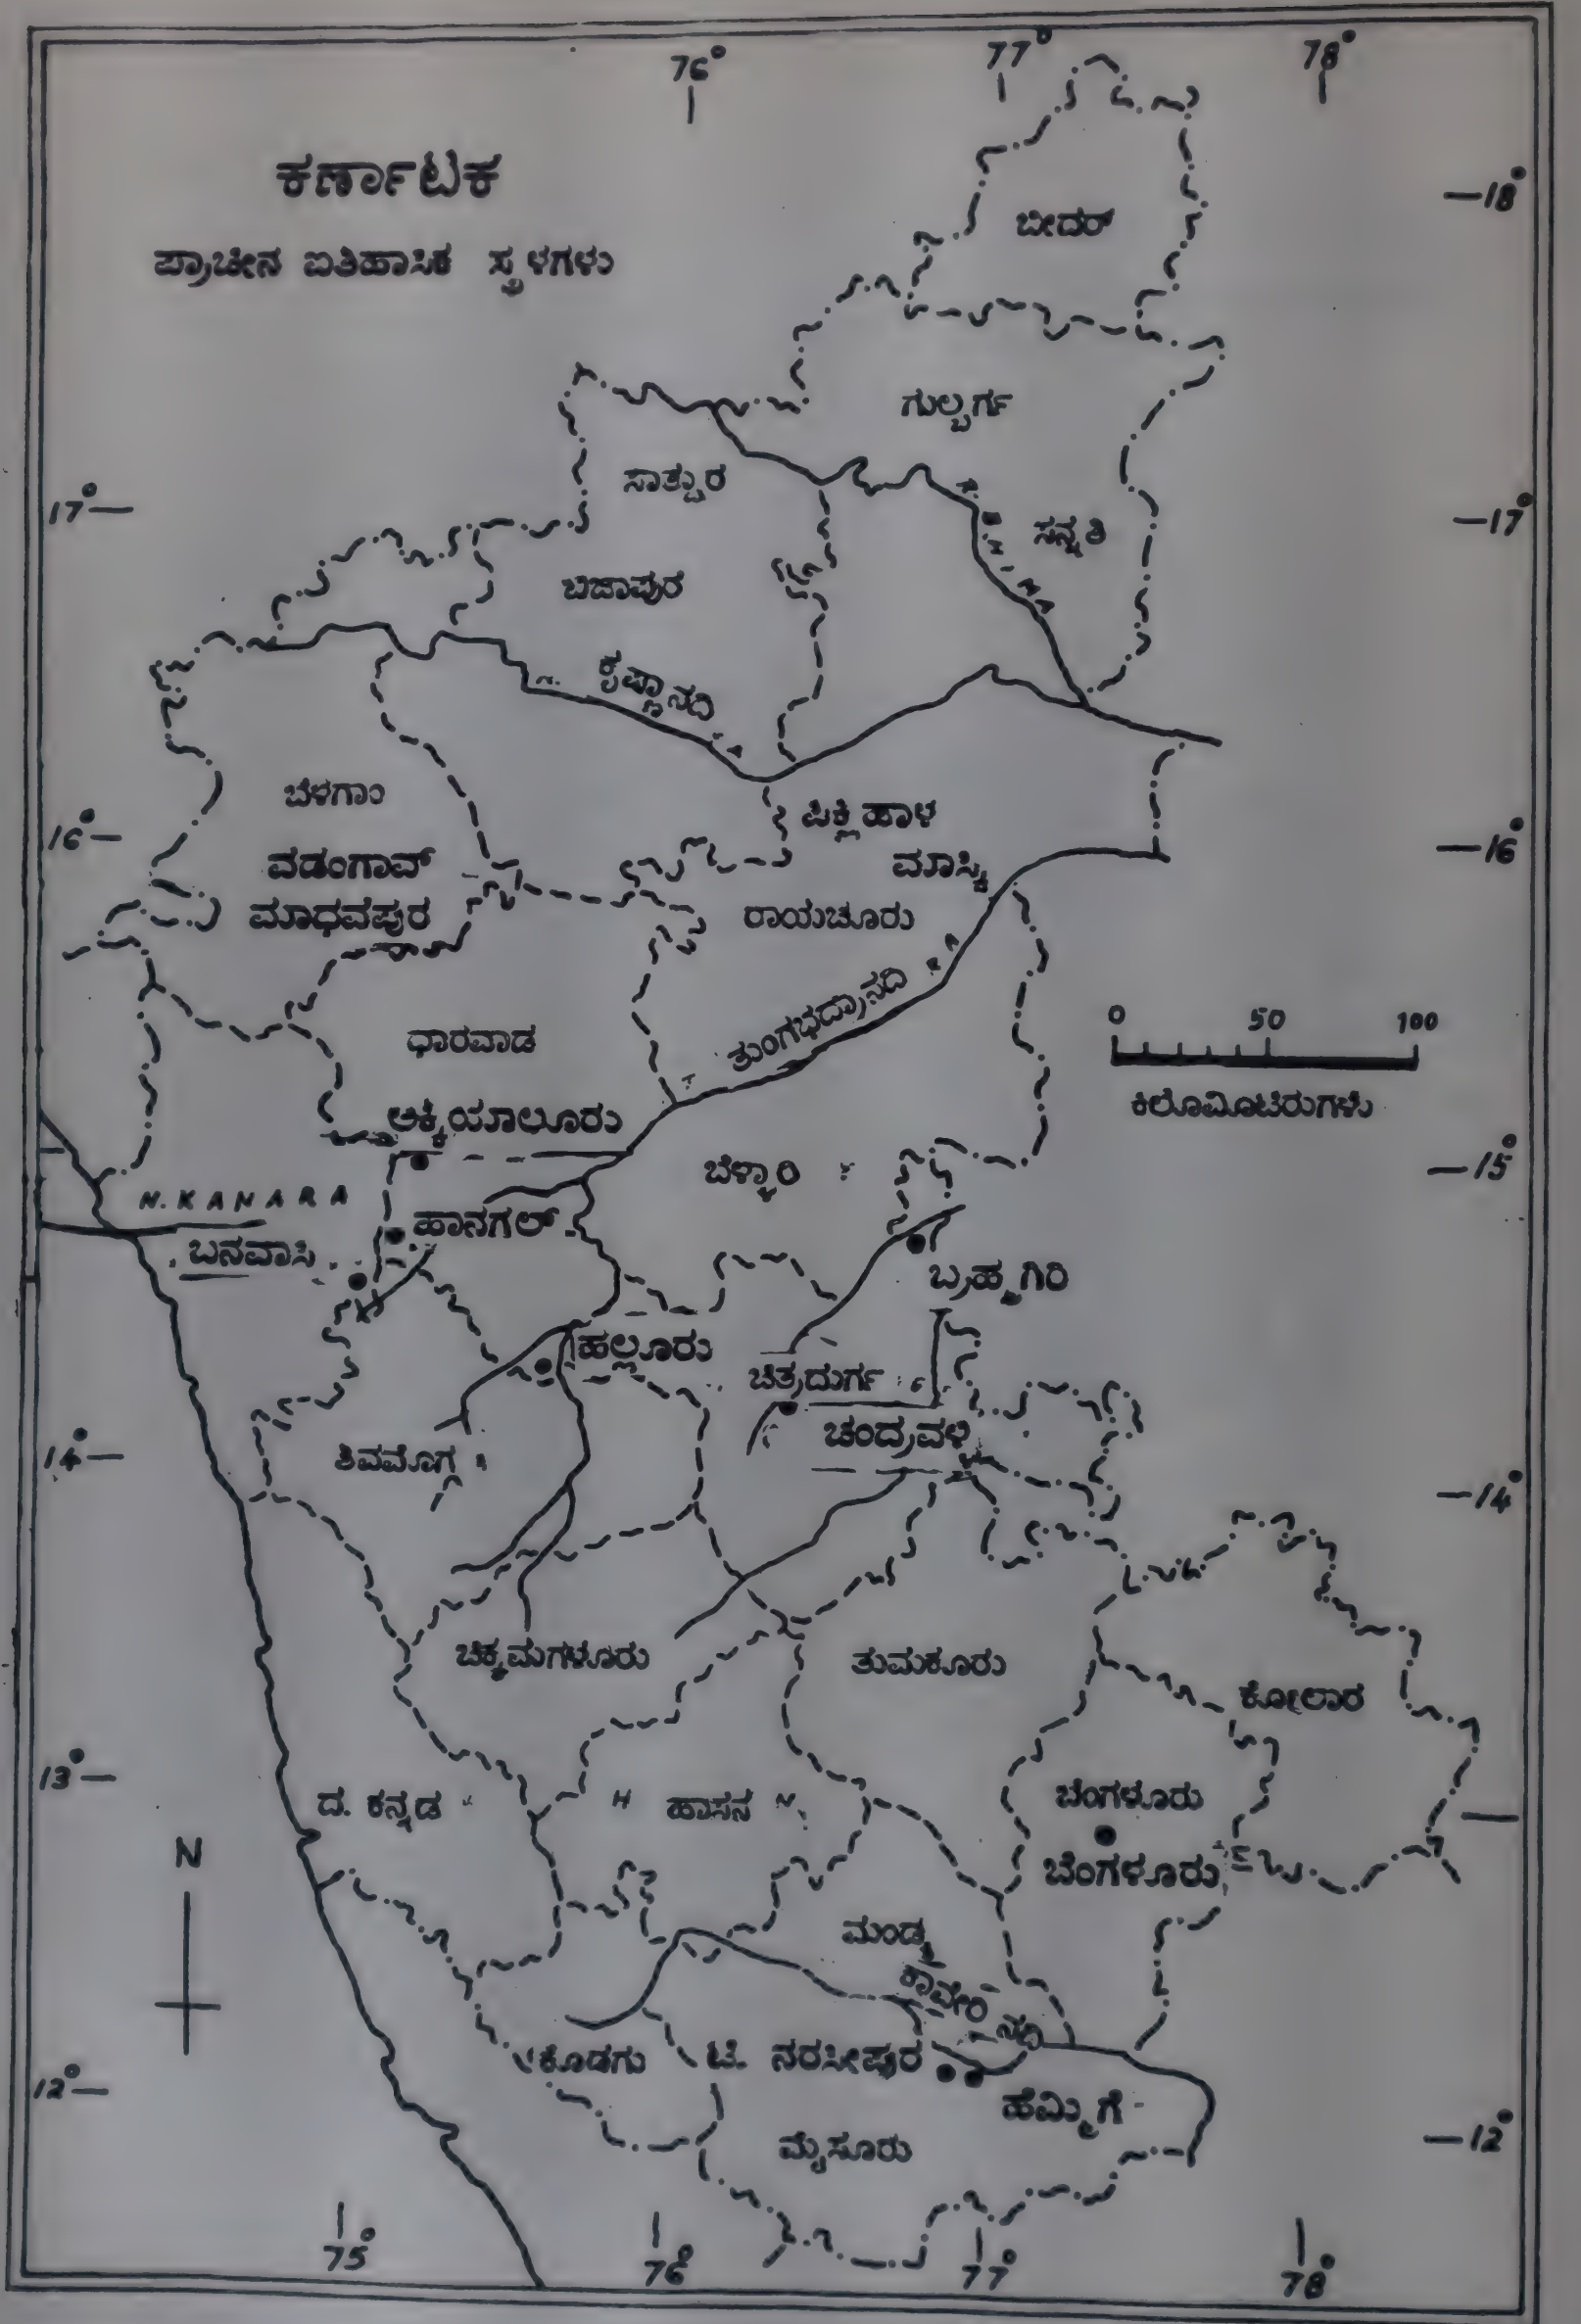 76°
77°
78°
ಕರ್ಣಾಟಕ
ಪ್ರಾಚೀನ ಐತಿಹಾಸಿಕ ಸ್ಥಳಗಳು
18°
ಬೀದರ್
ಗುಲ್ಬರ್ಗ
17°
17°
ಸನ್ನತಿ
BHIMA
ಬಿಜಾಪುರ
ಕೃಷ್ಣಾ ನದಿ
ಬೆಳಗಾಂ
16°
ಪಿಕ್ಲಿಹಾಳ
16°
ವಡಂಗಾವ್
ಮಾಸ್ಕಿ
ಮಾಧವಪುರ
ರಾಯಚೂರು
ತುಂಗಭದ್ರಾ ನದಿ
ಧಾರವಾಡ
0 50 100
ಕಿಲೊಮೀಟರುಗಳು
ಅಕ್ಕಿಯಾಲೂರು
15°
ಬೆಳ್ಳಾರಿ
N. KANARA
ಹಾನಗಲ್
ಬನವಾಸಿ
ಬ್ರಹ್ಮಗಿರಿ
ಹಲ್ಲೂರು
ಚಿತ್ರದುರ್ಗ
ಚಂದ್ರವಳ್ಳಿ
14°
ಶಿವಮೊಗ್ಗ
14°
ಚಿಕ್ಕಮಗಳೂರು
ತುಮಕೂರು
ಕೋಲಾರ
13°
ದ. ಕನ್ನಡ
H ಹಾಸನ N
ಬೆಂಗಳೂರು
ಬೆಂಗಳೂರು
N
ಮಂಡ್ಯ
ಕಾವೇರಿ ನದಿ
ಕೊಡಗು
ಟಿ. ನರಸೀಪುರ
12°
ಹೆಮ್ಮಿಗೆ
12°
ಮೈಸೂರು
75°
76°
77°
78°